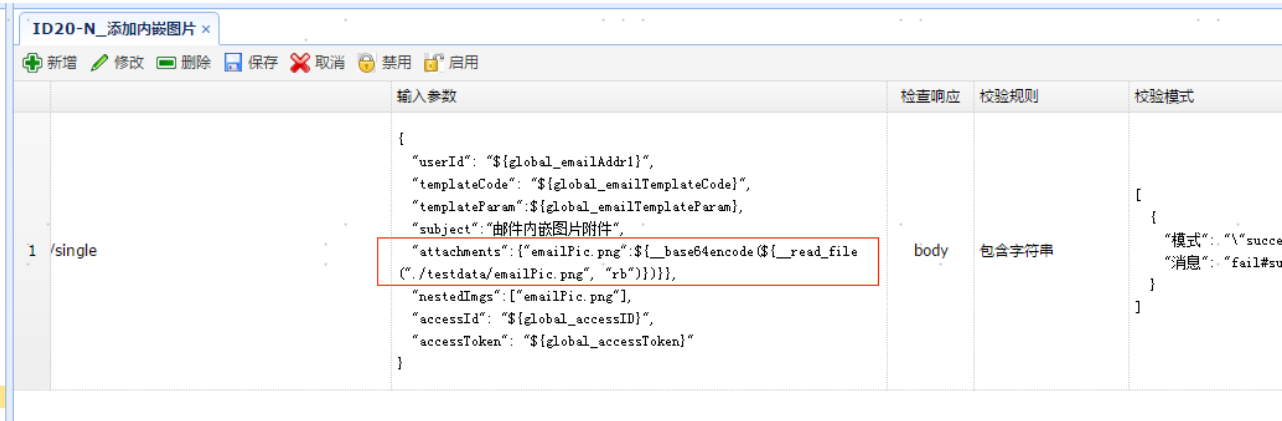 ID20-N_添加内嵌图片 ×
新增 修改 删除 保存 取消 禁用 启用
输入参数 检查响应 校验规则 校验模式
{
"userId": "${global_emailAddr1}",
"templateCode": "${global_emailTemplateCode}",
"templateParam":${global_emailTemplateParam},
"subject":"邮件内嵌图片附件",
"attachments":{"emailPic.png":${__base64encode(${__read_file
("./testdata/emailPic.png", "rb")})}},
"nestedImgs":["emailPic.png"],
"accessId": "${global_accessID}",
"accessToken": "${global_accessToken}"
}
1 /single
body
包含字符串
[
{
"模式": "\"succe
"消息": "fail#su
}
]